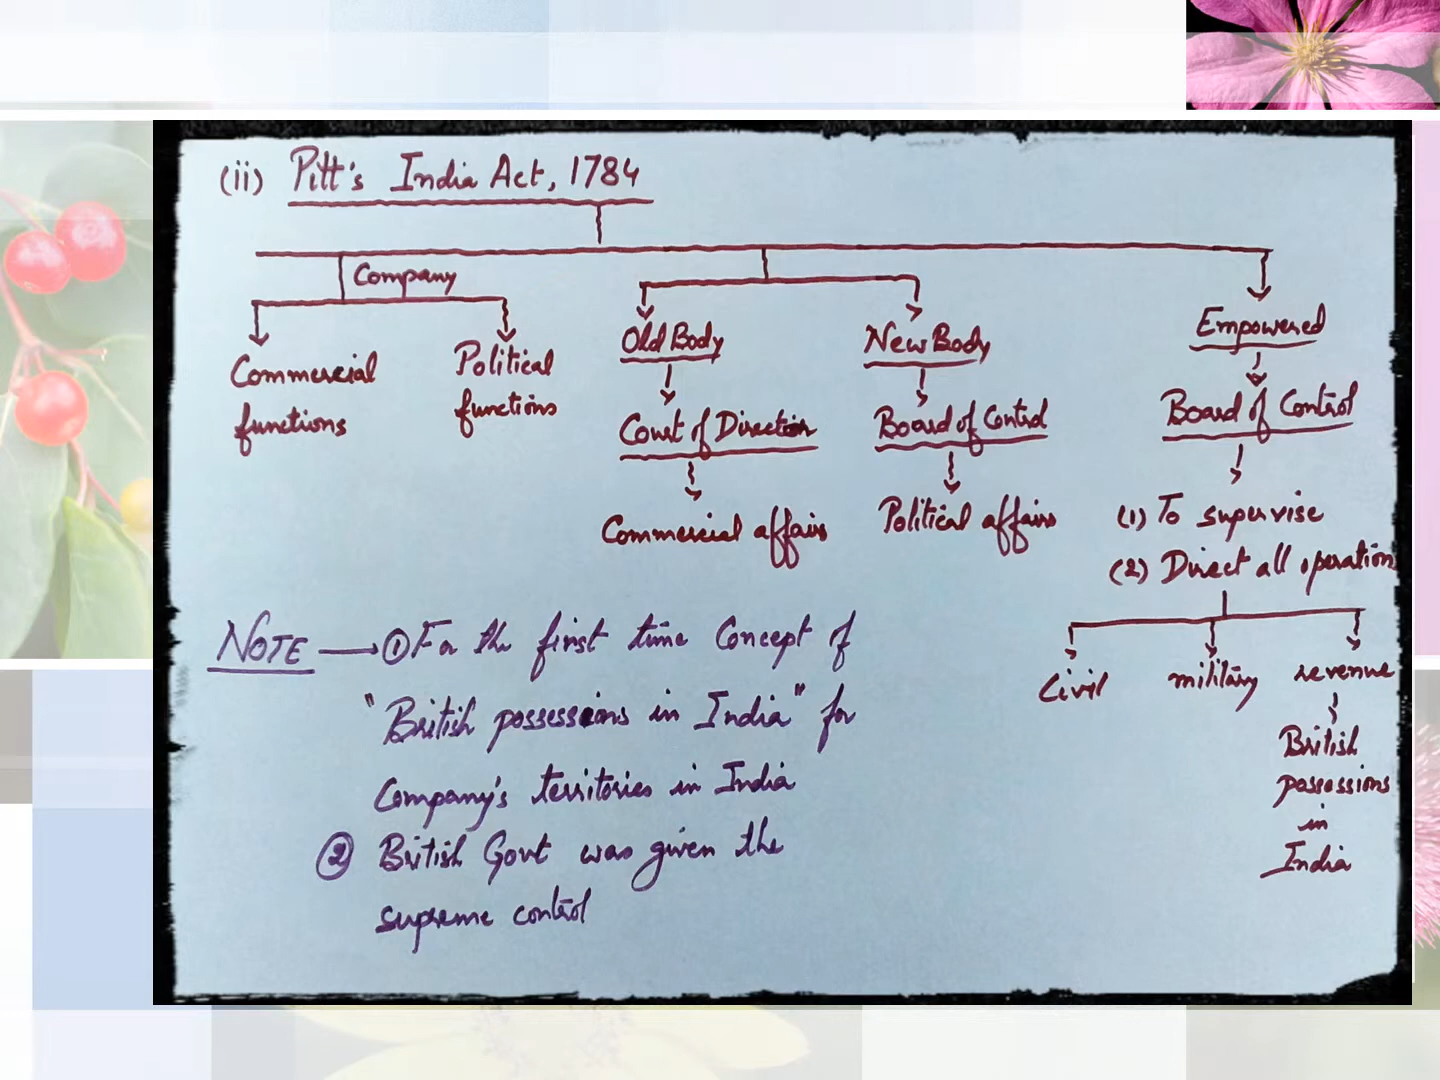 (ii) Pitt's India Act, 1784
Company
Commercial
functions
Political
functions
Old Body
Court of Direction
Commercial affairs
New Body
Board of Control
Political affairs
Empowered
Board of Control
(1) To supervise
(2) Direct all operation
Civil
military
revenue
British
possessions
in
India
NOTE → ① For the first time Concept of
"British possessions in India" for
Company's territories in India
② British Govt was given the
supreme control